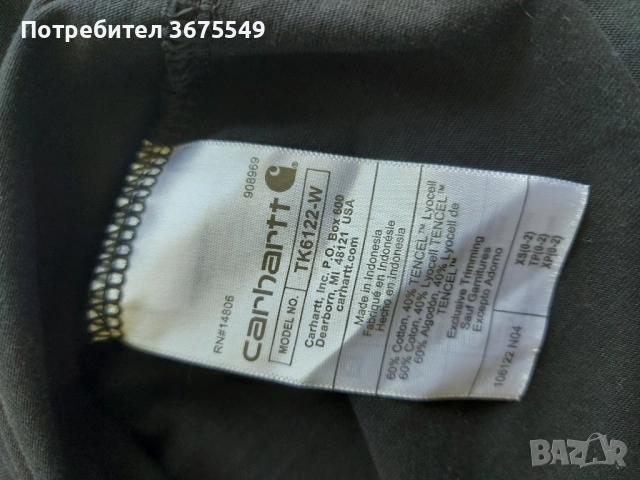 Потребител 3675549
908969
RN#14806
carhartt
MODEL NO. TK6122-W
Carhartt, Inc. P.O. Box 600
Dearborn, MI 48121 USA
carhartt.com
Made in Indonesia
Fabriqué en Indonésie
Hecho en Indonesia
60% Cotton, 40% TENCEL™ Lyocell
60% Coton, 40% Lyocell TENCEL™
60% Algodón, 40% Lyocell de
TENCEL™
Exclusive Trimming
Sauf Garnitures
Excepto Adorno
XS(0-2)
TP(0-2)
XP(0-2)
106122 N04
BAZAR